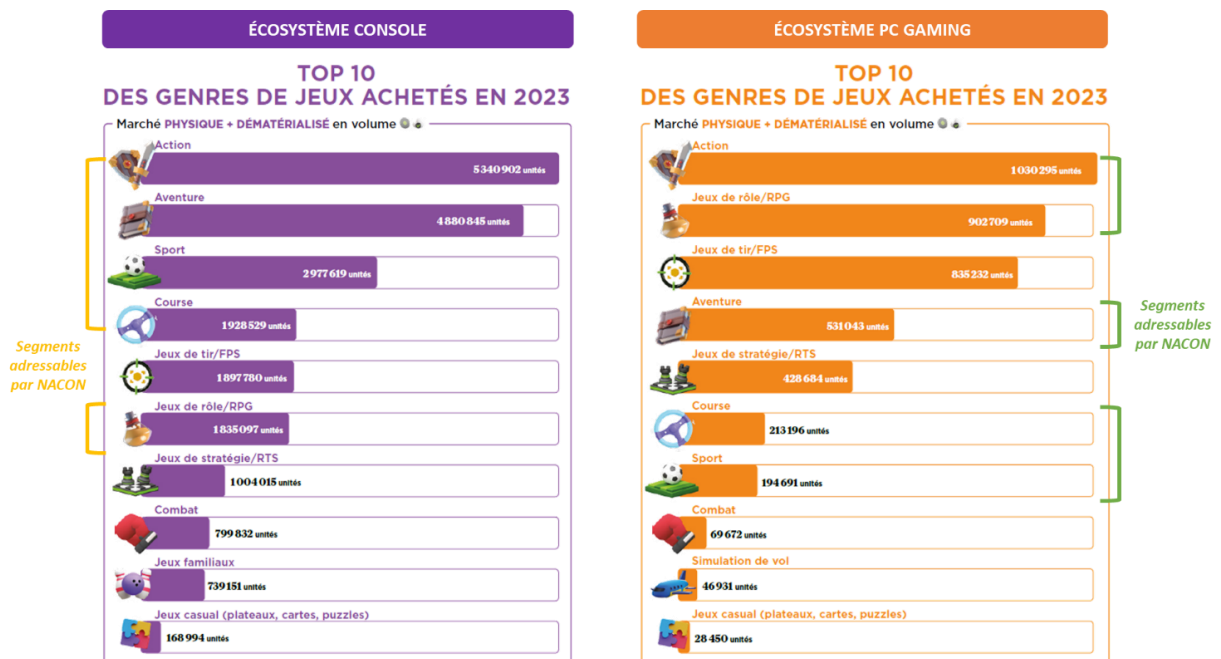 ÉCOSYSTÈME CONSOLE
TOP 10
DES GENRES DE JEUX ACHETÉS EN 2023
Marché PHYSIQUE + DÉMATÉRIALISÉ en volume
Action
5 340 902 unités
Aventure
4 880 845 unités
Sport
2 977 619 unités
Course
1 928 529 unités
Jeux de tir/FPS
1 897 780 unités
Jeux de rôle/RPG
1 835 097 unités
Jeux de stratégie/RTS
1 004 015 unités
Combat
799 832 unités
Jeux familiaux
739 151 unités
Jeux casual (plateaux, cartes, puzzles)
168 994 unités
Segments
adressables
par NACON
ÉCOSYSTÈME PC GAMING
TOP 10
DES GENRES DE JEUX ACHETÉS EN 2023
Marché PHYSIQUE + DÉMATÉRIALISÉ en volume
Action
1 030 295 unités
Jeux de rôle/RPG
902 709 unités
Jeux de tir/FPS
835 232 unités
Aventure
531 043 unités
Jeux de stratégie/RTS
428 684 unités
Course
213 196 unités
Sport
194 691 unités
Combat
69 672 unités
Simulation de vol
46 931 unités
Jeux casual (plateaux, cartes, puzzles)
28 450 unités
Segments
adressables
par NACON